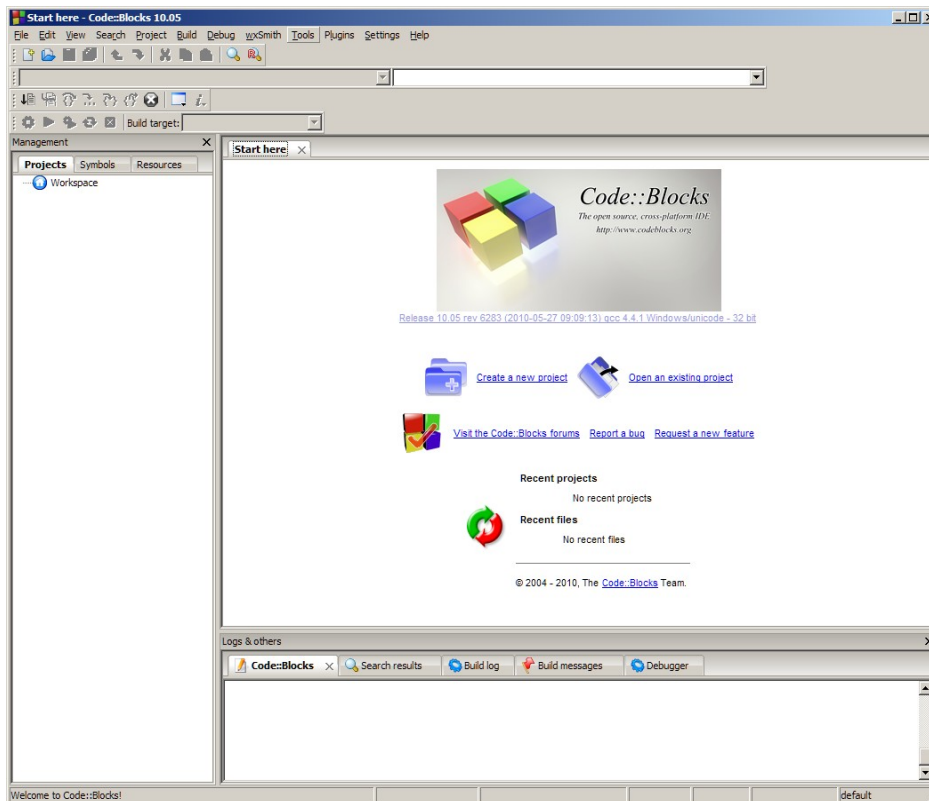 Start here - Code::Blocks 10.05
File Edit View Search Project Build Debug wxSmith Tools Plugins Settings Help
Build target:
Management
Projects Symbols Resources
Workspace
Start here
Code::Blocks
The open source, cross-platform IDE
http://www.codeblocks.org
Release 10.05 rev 6283 (2010-05-27 09:09:13) gcc 4.4.1 Windows/unicode - 32 bit
Create a new project Open an existing project
Visit the Code::Blocks forums Report a bug Request a new feature
Recent projects
No recent projects
Recent files
No recent files
© 2004 - 2010, The Code::Blocks Team.
Logs & others
Code::Blocks Search results Build log Build messages Debugger
Welcome to Code::Blocks! default